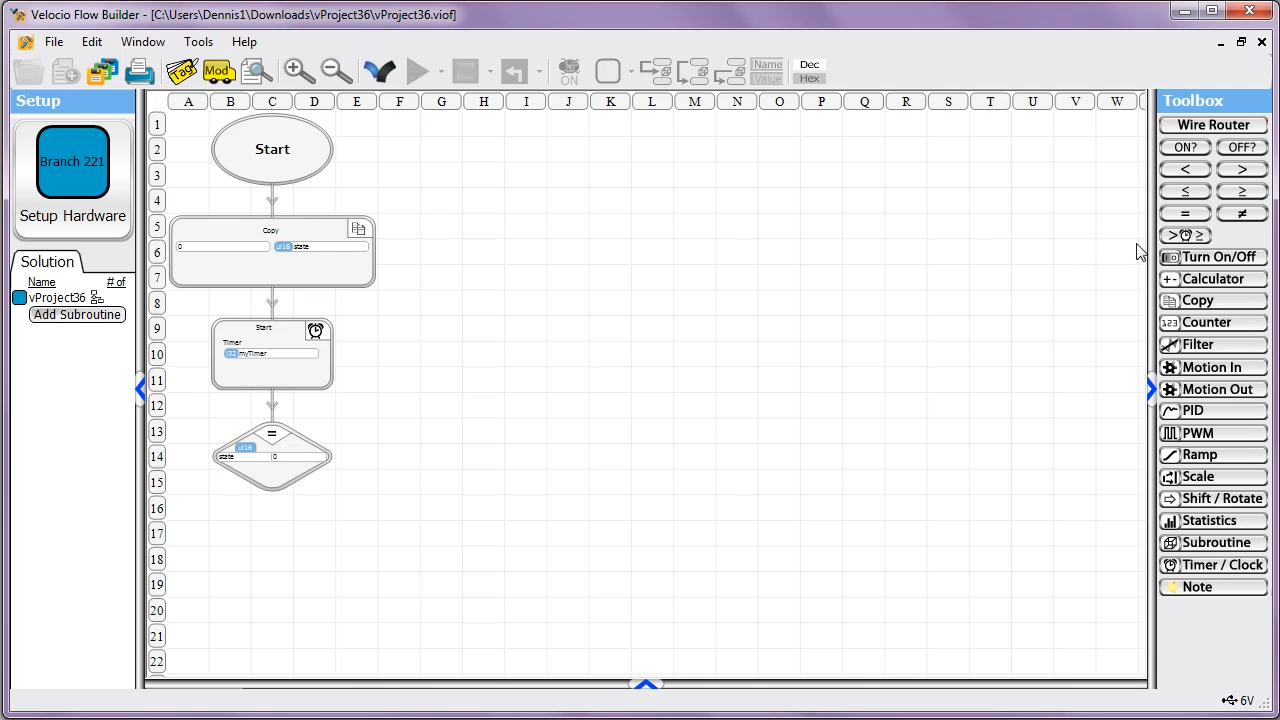 Velocio Flow Builder - [C:\Users\Dennis1\Downloads\vProject36\vProject36.viof]
File Edit Window Tools Help
Tag Mod ON Name Value Dec Hex
Setup
Branch 221
Setup Hardware
Solution
Name # of
vProject36
Add Subroutine
A B C D E F G H I J K L M N O P Q R S T U V W
1
2
3
4
5
6
7
8
9
10
11
12
13
14
15
16
17
18
19
20
21
22
Start
Copy
0 ui16 state
Start
Timer
i32 myTimer
=
ui16
state 0
Toolbox
Wire Router
ON? OFF?
< >
≤ ≥
= ≠
> ≥
Turn On/Off
+- Calculator
Copy
123 Counter
Filter
Motion In
Motion Out
PID
PWM
Ramp
Scale
Shift / Rotate
Statistics
Subroutine
Timer / Clock
Note
6V